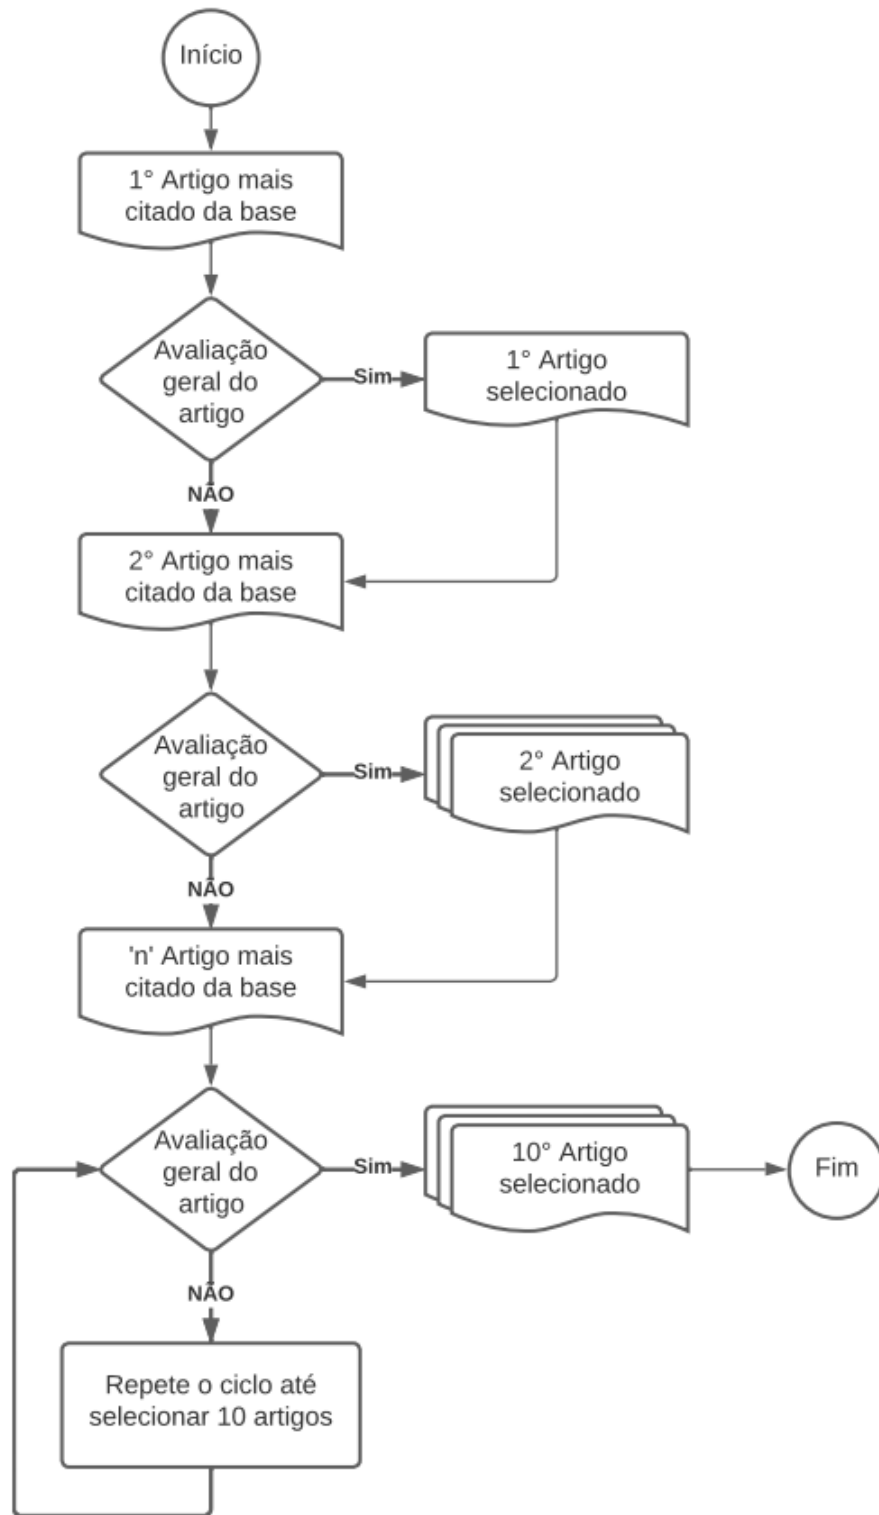 Início
1° Artigo mais
citado da base
Avaliação
geral do
artigo
Sim
1° Artigo
selecionado
NÃO
2° Artigo mais
citado da base
Avaliação
geral do
artigo
Sim
2° Artigo
selecionado
NÃO
'n' Artigo mais
citado da base
Avaliação
geral do
artigo
Sim
10° Artigo
selecionado
Fim
NÃO
Repete o ciclo até
selecionar 10 artigos